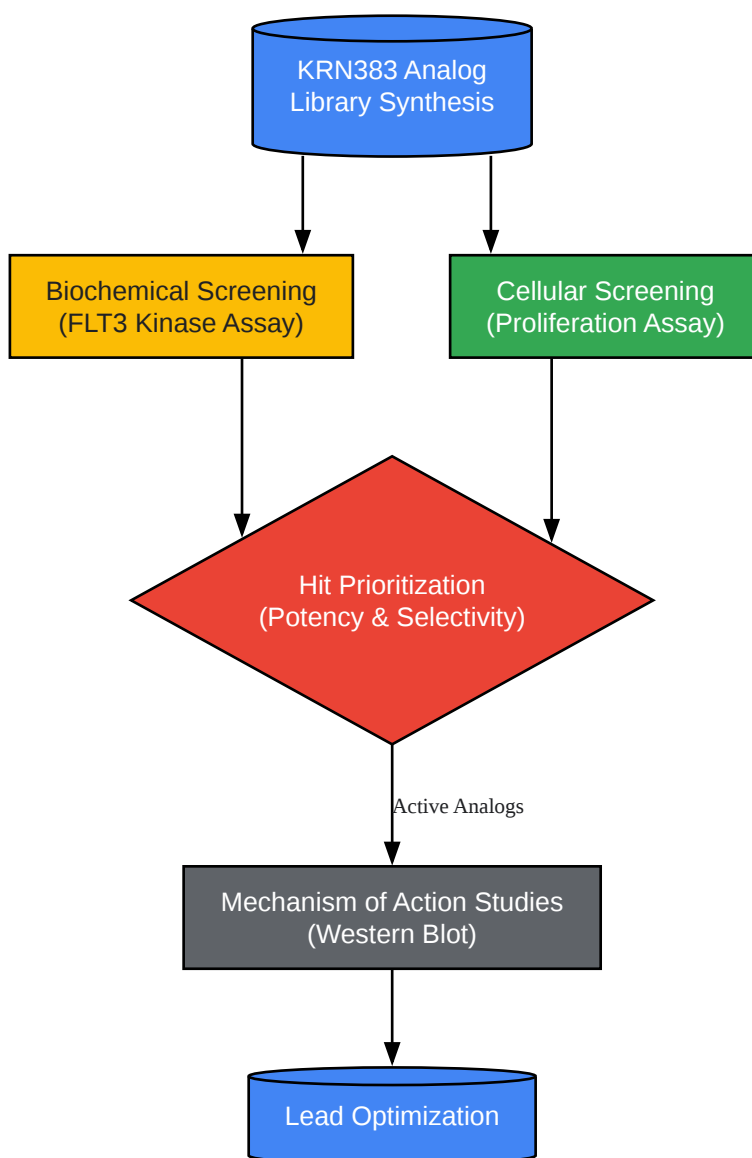 KRN383 Analog
Library Synthesis
Biochemical Screening
(FLT3 Kinase Assay)
Cellular Screening
(Proliferation Assay)
Hit Prioritization
(Potency & Selectivity)
Active Analogs
Mechanism of Action Studies
(Western Blot)
Lead Optimization